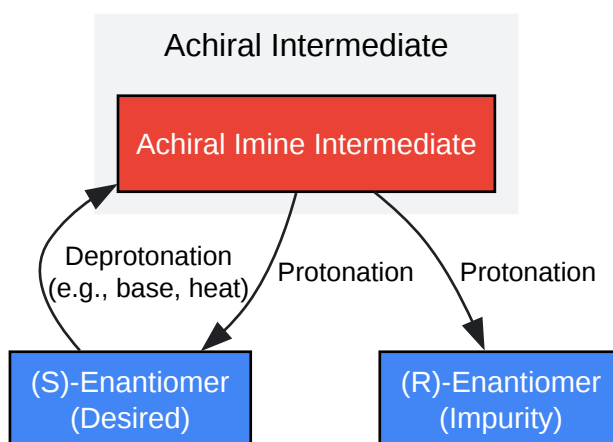 Achiral Intermediate
Achiral Imine Intermediate
Deprotonation
(e.g., base, heat)
Protonation
Protonation
(S)-Enantiomer
(Desired)
(R)-Enantiomer
(Impurity)